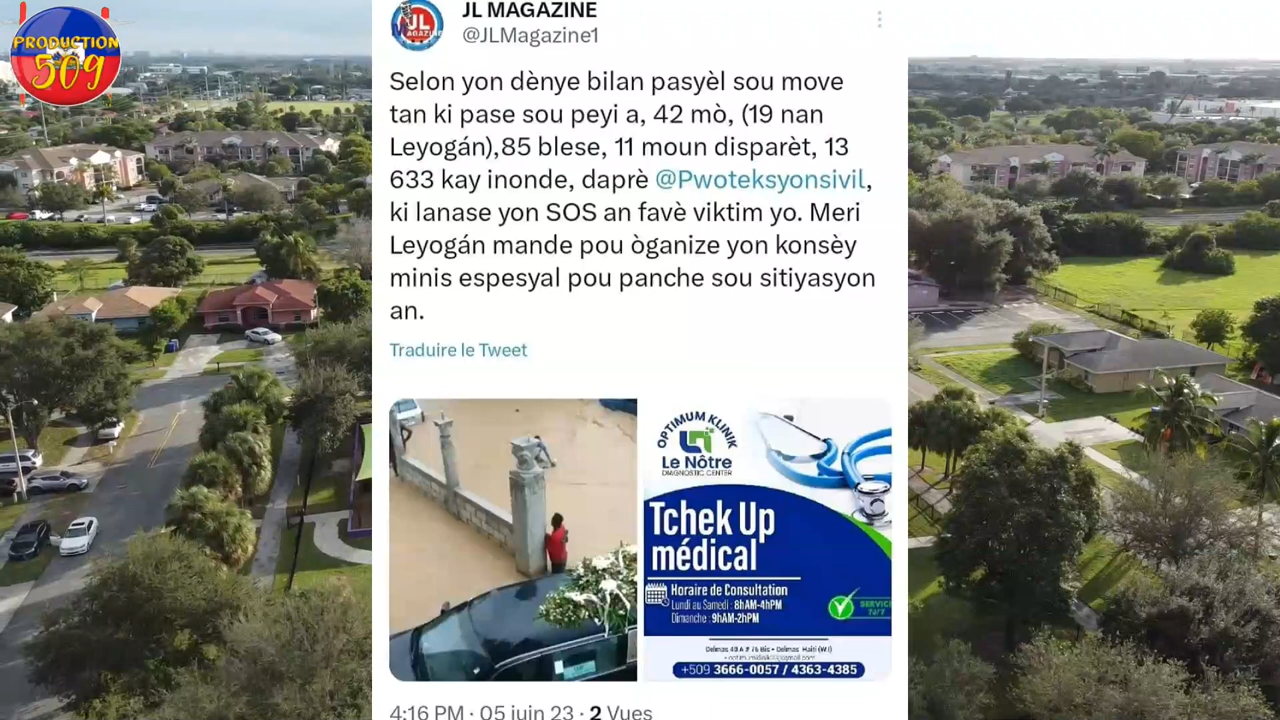 PRODUCTION
509
JL MAGAZINE
@JLMagazine1
Selon yon dènye bilan pasyèl sou move
tan ki pase sou peyi a, 42 mò, (19 nan
Leyogán),85 blese, 11 moun disparèt, 13
633 kay inonde, daprè @Pwoteksyonsivil,
ki lanase yon SOS an favè viktim yo. Meri
Leyogán mande pou òganize yon konsèy
minis espesyal pou panche sou sitiyasyon
an.
Traduire le Tweet
OPTIMUM KLINIK
Le Nôtre
DIAGNOSTIC CENTER
Tchek Up
médical
Horaire de Consultation
Lundi au Samedi : 8hAM-4hPM
Dimanche : 9hAM-2hPM
SERVICE
7/7
+509 3666-0057 / 4363-4385
4:16 PM · 05 juin 23 · 2 Vues